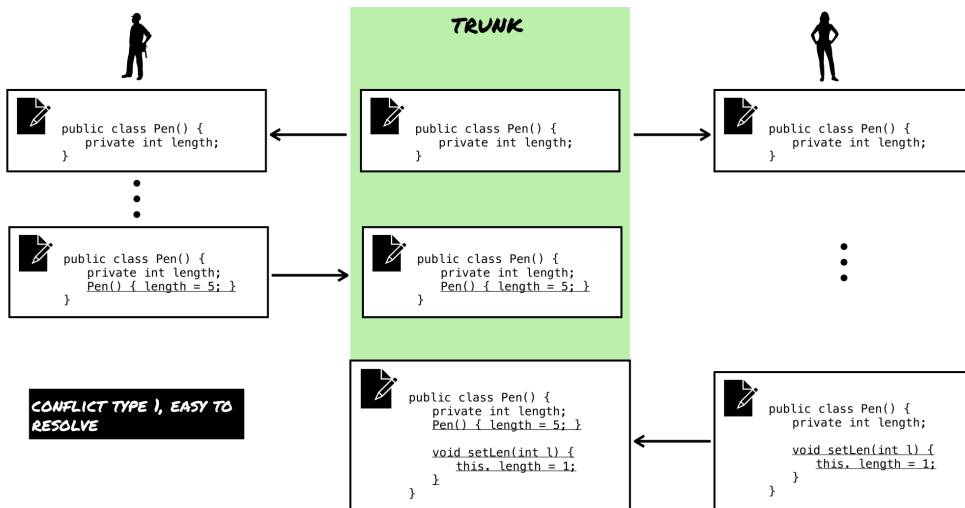 TRUNK
public class Pen() {
private int length;
}
public class Pen() {
private int length;
}
public class Pen() {
private int length;
}
public class Pen() {
private int length;
Pen() { length = 5; }
}
public class Pen() {
private int length;
Pen() { length = 5; }
}
CONFLICT TYPE 1, EASY TO
RESOLVE
public class Pen() {
private int length;
Pen() { length = 5; }
void setLen(int l) {
this. length = 1;
}
}
public class Pen() {
private int length;
void setLen(int l) {
this. length = 1;
}
}